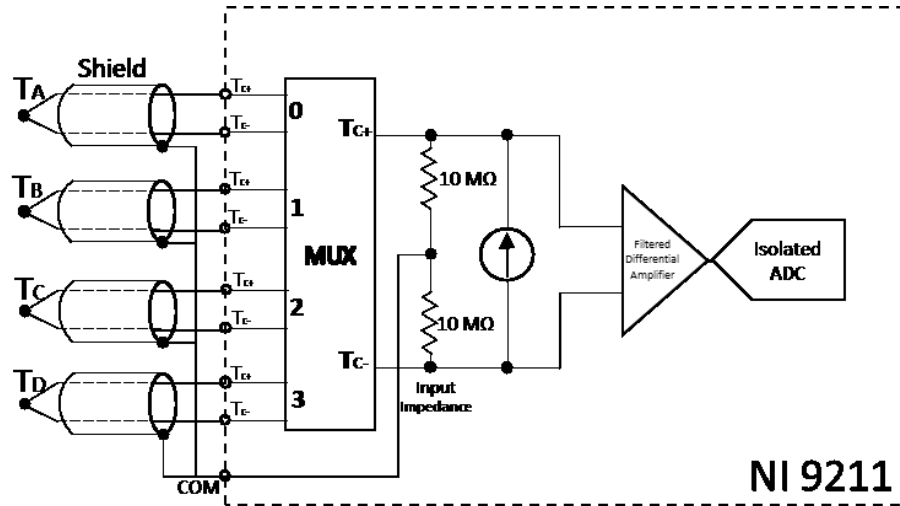 Shield
TA
TC+
TC-
0
TB
TC+
TC-
1
TC
TC+
TC-
2
TD
TC+
TC-
3
MUX
TC+
TC-
10 MΩ
10 MΩ
Input
Impedance
Filtered
Differential
Amplifier
Isolated
ADC
COM
NI 9211